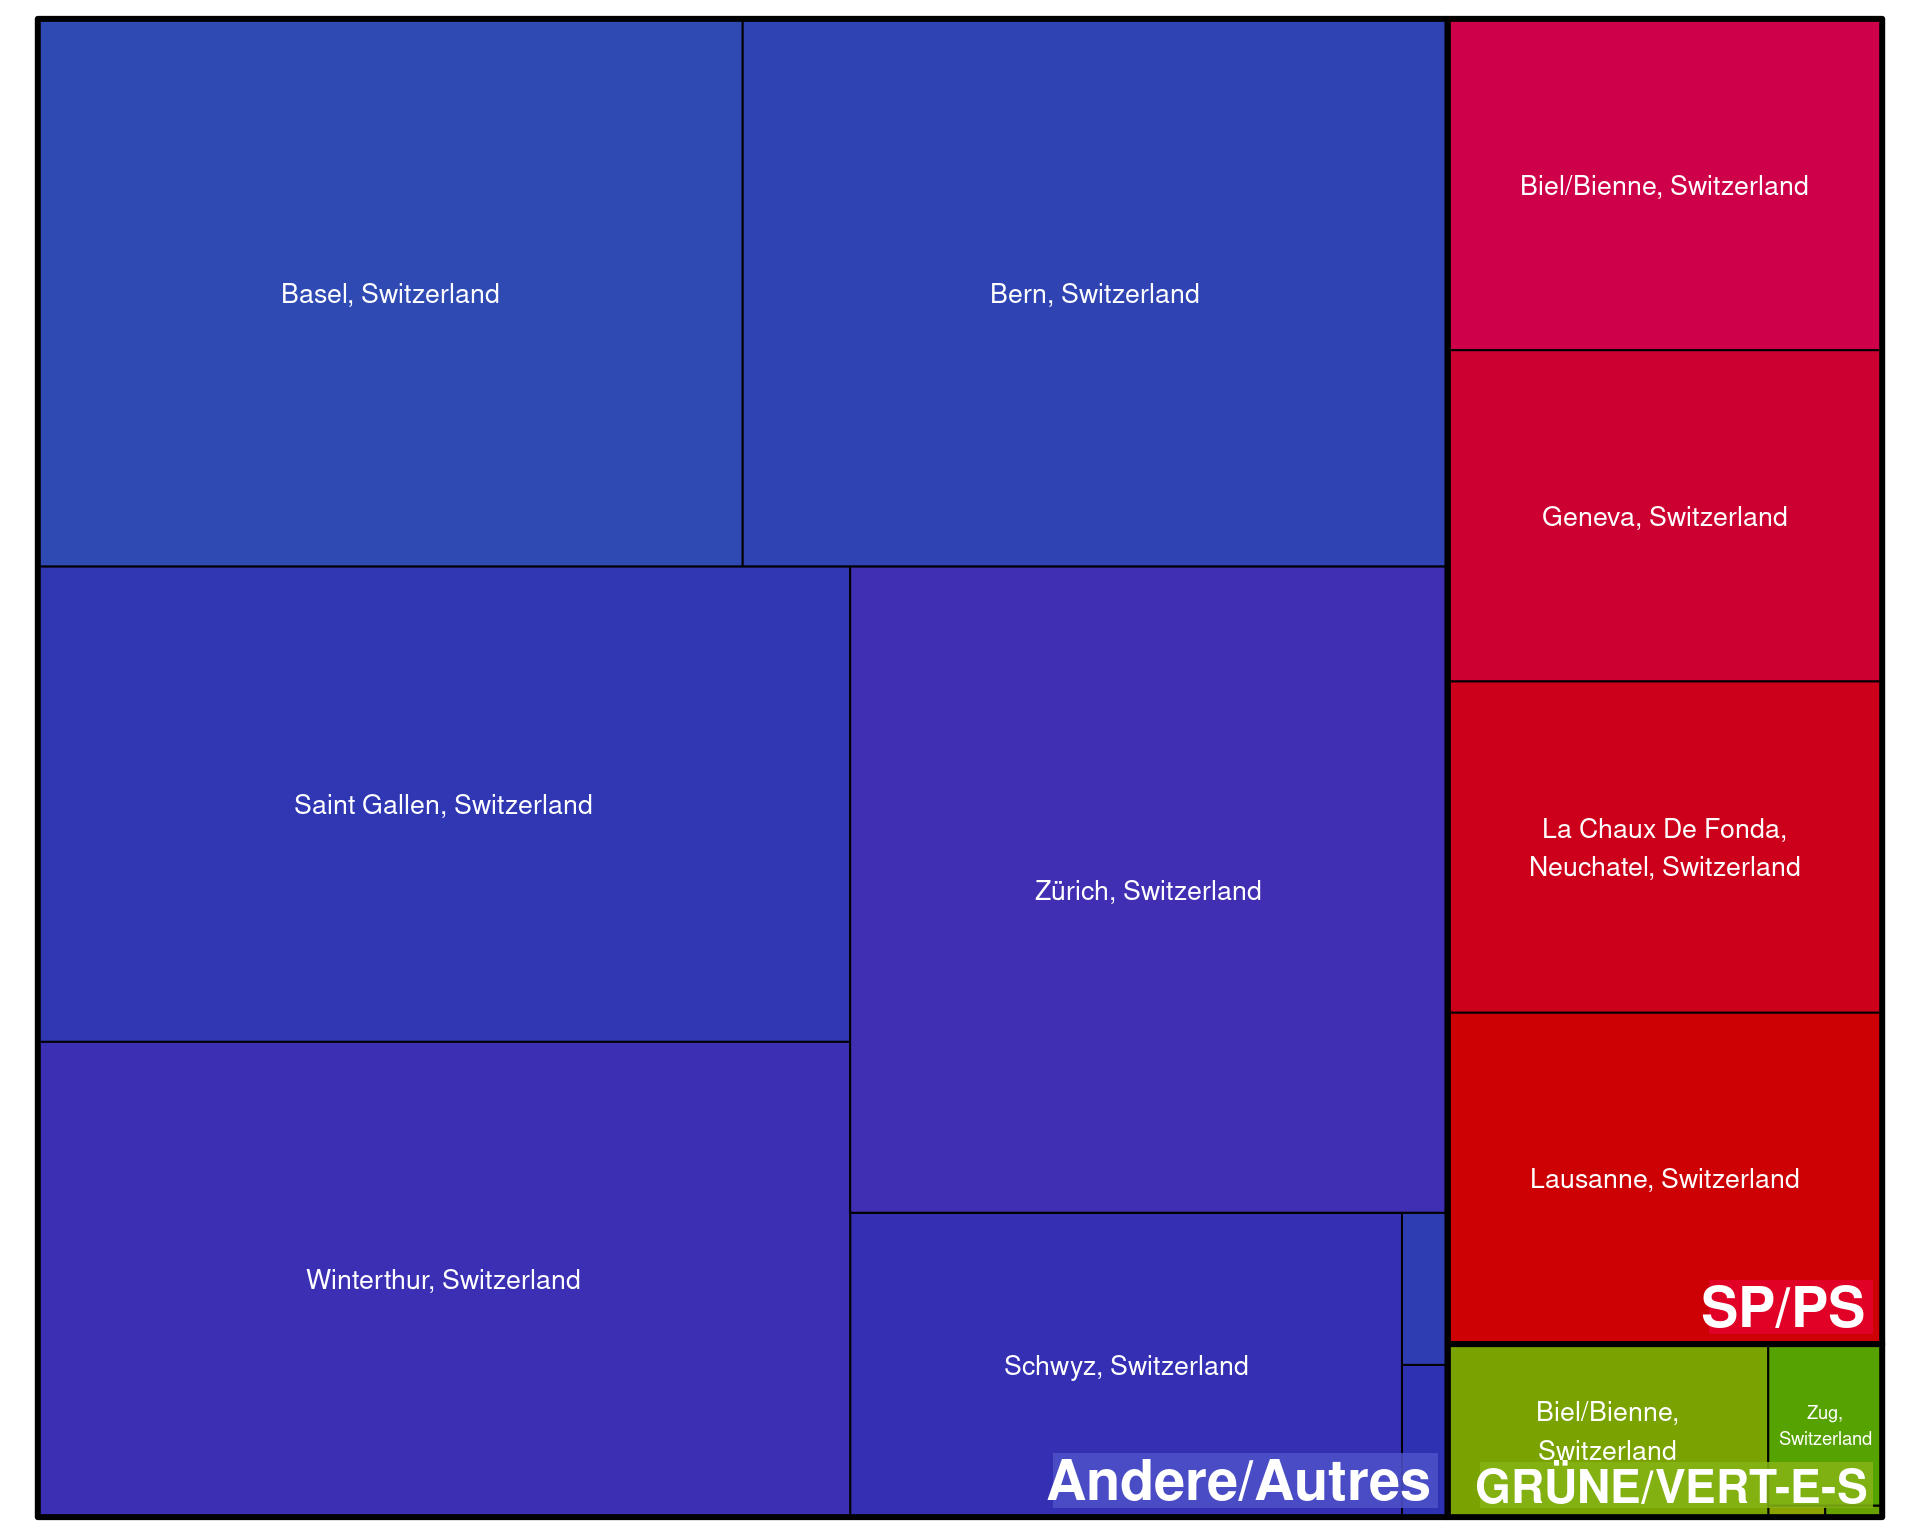 Basel, Switzerland
Bern, Switzerland
Saint Gallen, Switzerland
Zürich, Switzerland
Winterthur, Switzerland
Schwyz, Switzerland
Andere/Autres
Biel/Bienne, Switzerland
Geneva, Switzerland
La Chaux De Fonda,
Neuchatel, Switzerland
Lausanne, Switzerland
SP/PS
Biel/Bienne,
Switzerland
Zug,
Switzerland
GRÜNE/VERT-E-S